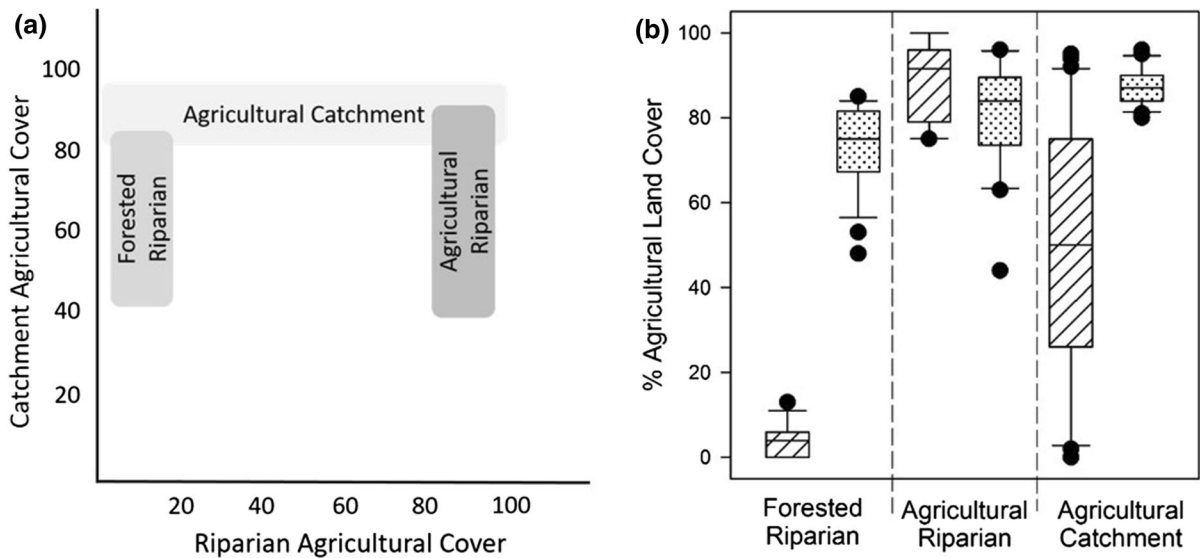 (a)
Catchment Agricultural Cover
100
80
60
40
20
Agricultural Catchment
Forested
Riparian
Agricultural
Riparian
20 40 60 80 100
Riparian Agricultural Cover
(b)
% Agricultural Land Cover
100
80
60
40
20
0
Forested
Riparian
Agricultural
Riparian
Agricultural
Catchment